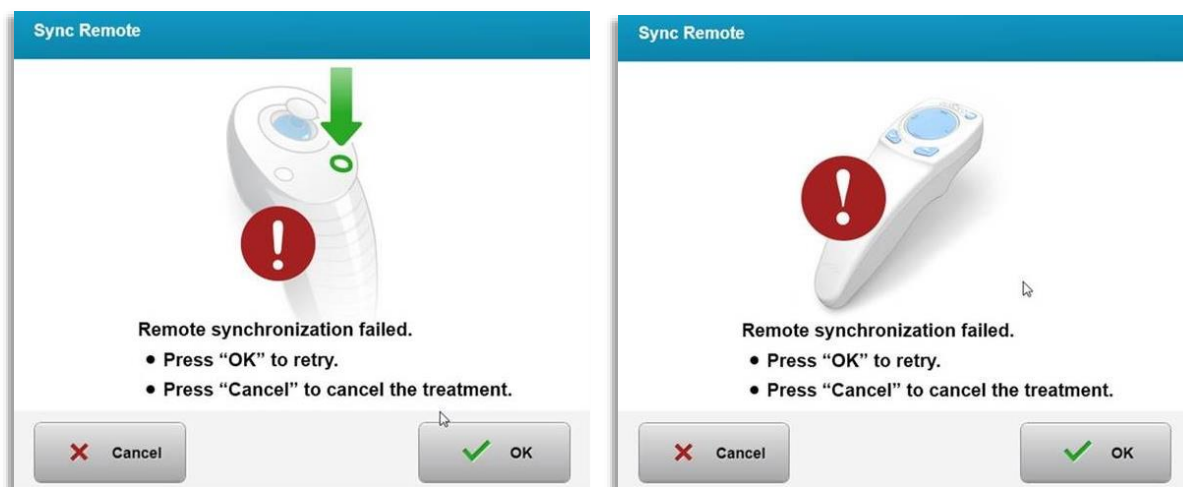 Sync Remote
Remote synchronization failed.
• Press “OK” to retry.
• Press “Cancel” to cancel the treatment.
Cancel
OK
Sync Remote
Remote synchronization failed.
• Press “OK” to retry.
• Press “Cancel” to cancel the treatment.
Cancel
OK